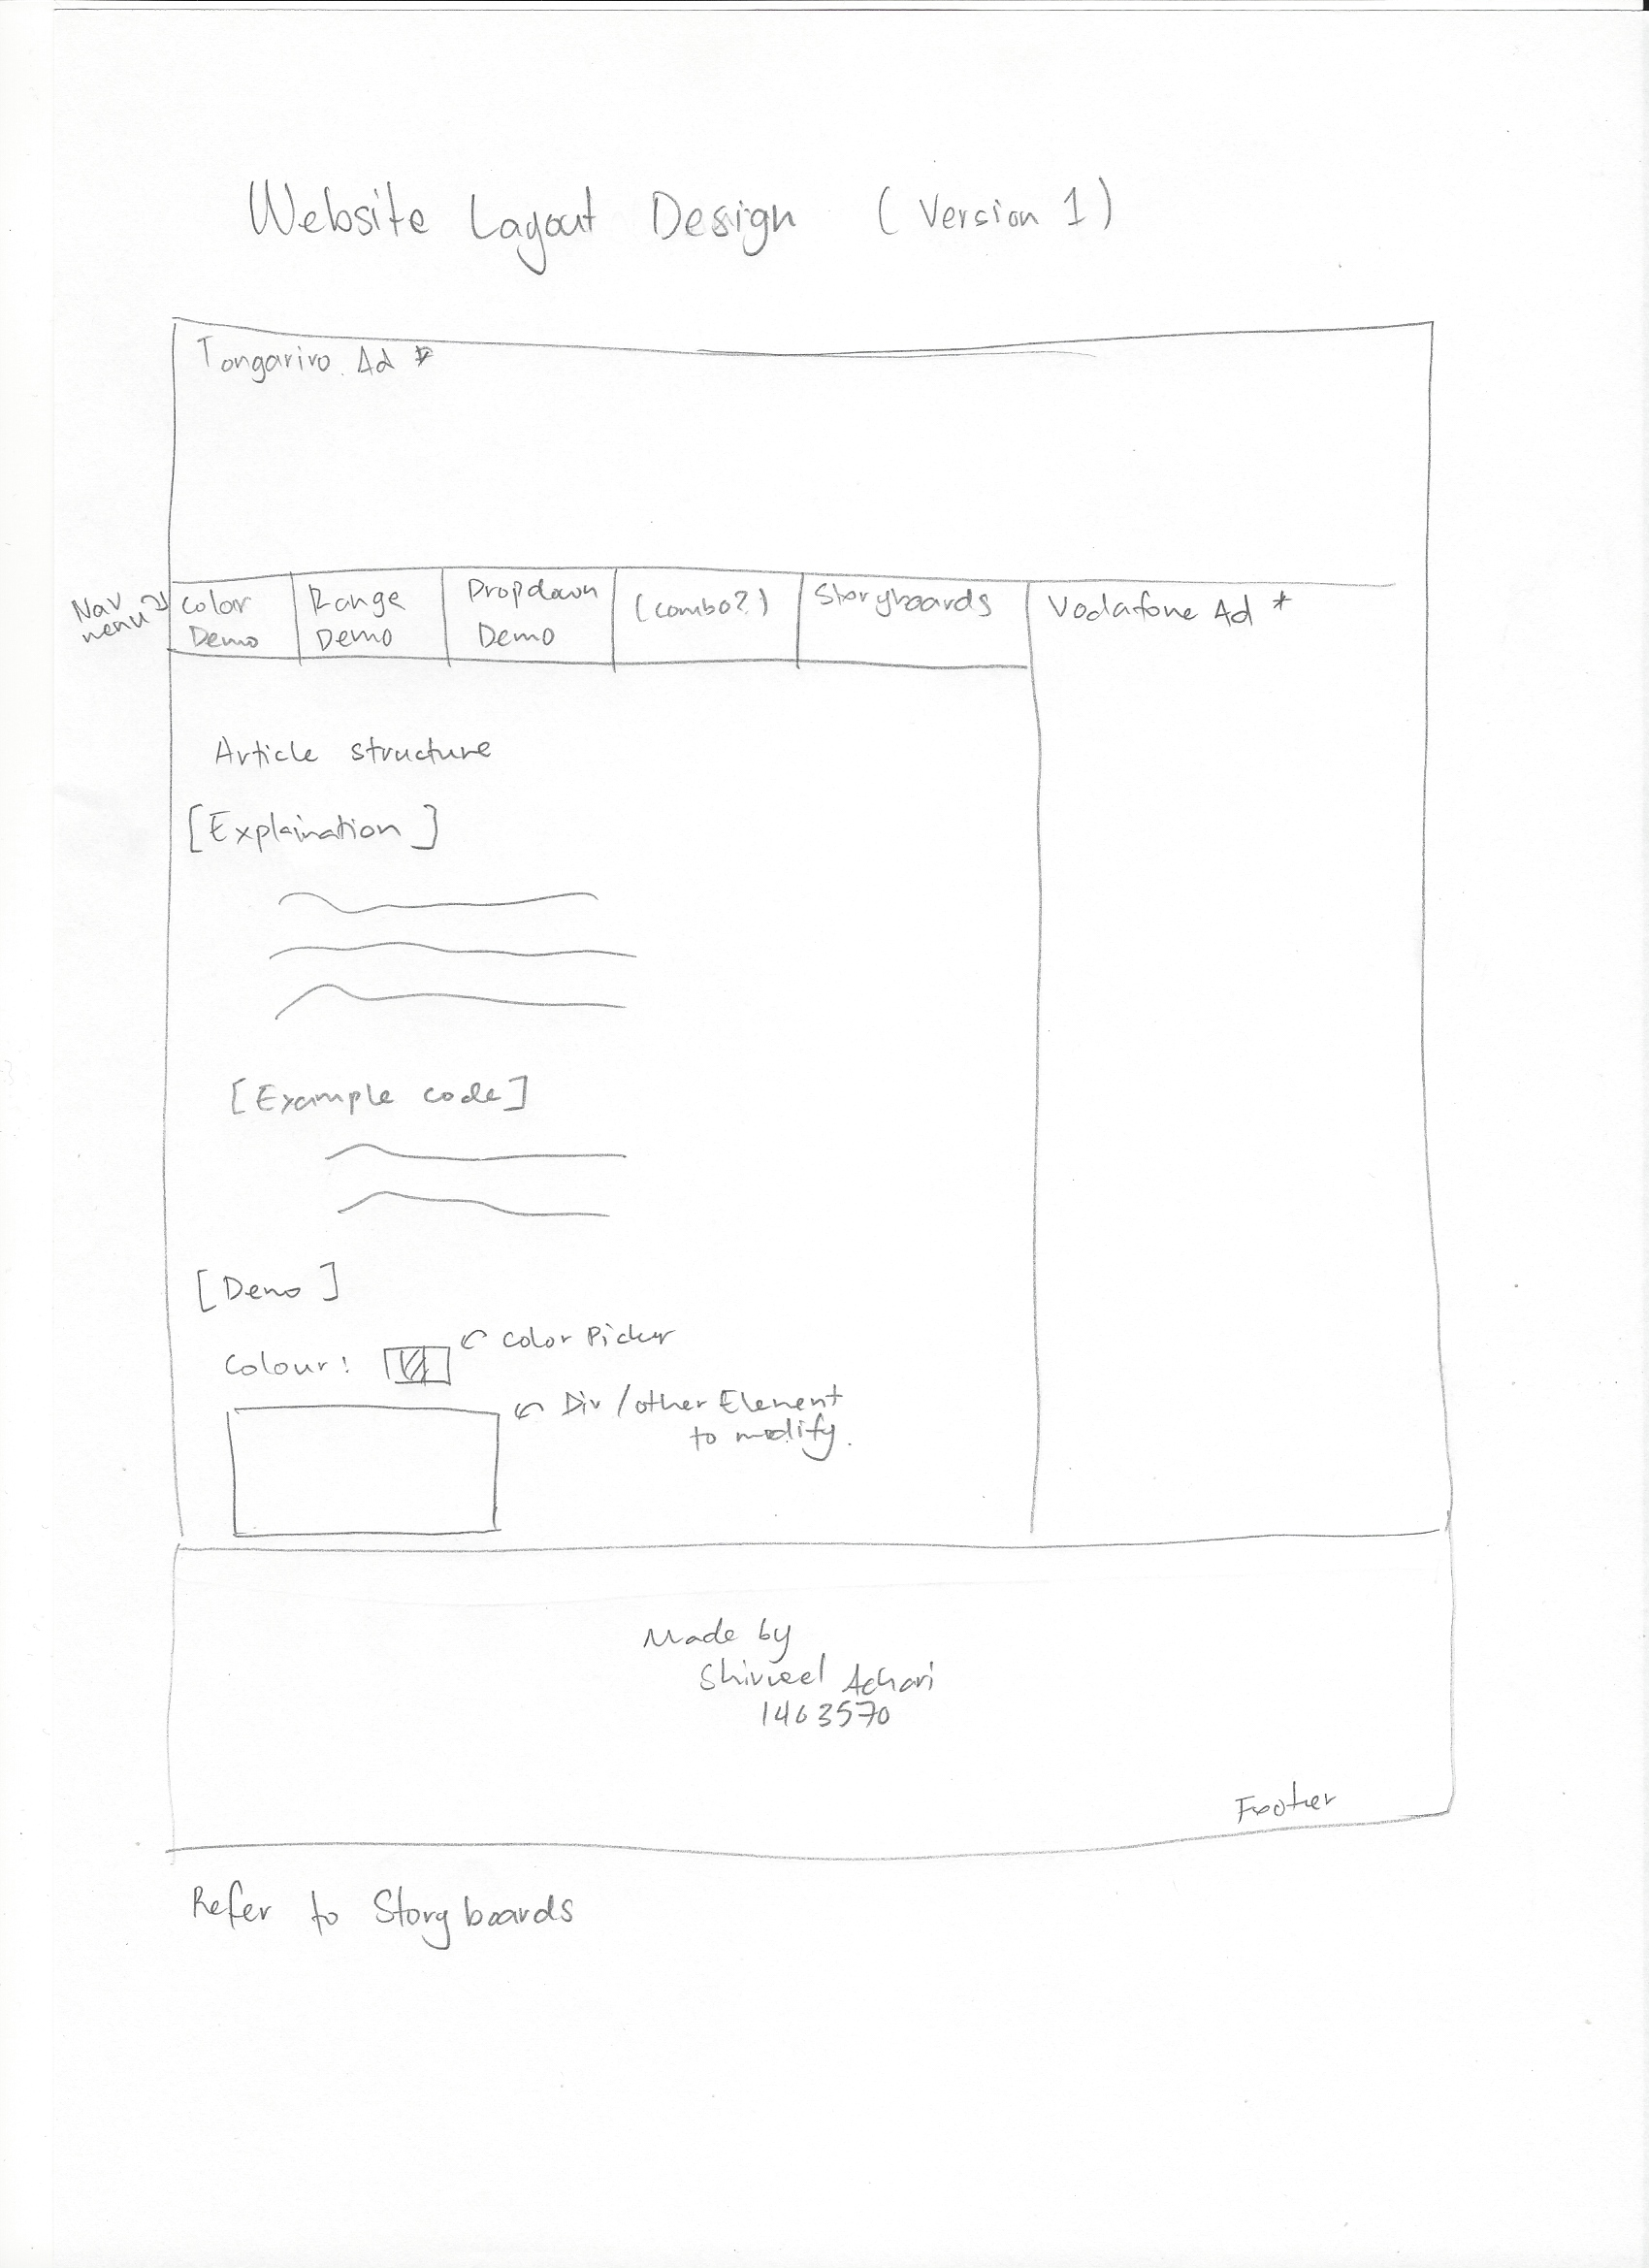 Website Layout Design (Version 1)
Tongariro Ad *
Nav menu
Color Demo
Range Demo
Dropdown Demo
(combo?)
Storyboards
Vodafone Ad *
Article structure
[Explaination]
[Example code]
[Demo]
Colour:
Color Picker
Div / other Element
to modify.
Made by
Shivneel Achari
1463570
Footer
Refer to Storyboards